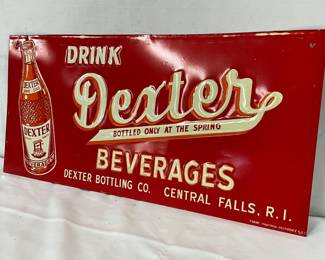 DRINK
Dexter
BOTTLED ONLY AT THE SPRING
BEVERAGES
DEXTER BOTTLING CO. CENTRAL FALLS, R.I.
DEXTER